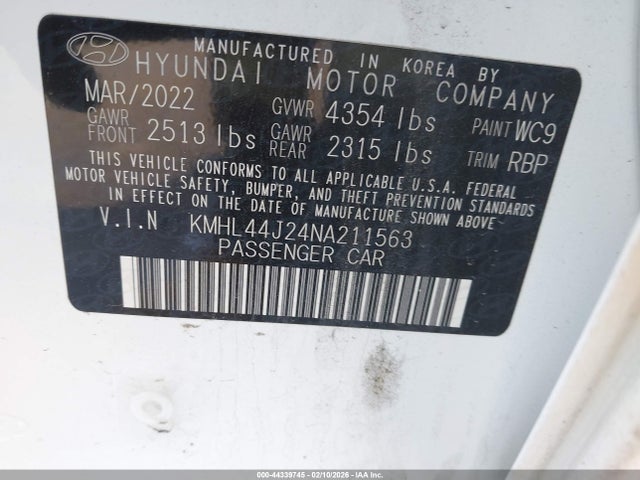 MANUFACTURED IN KOREA BY
HYUNDAI MOTOR COMPANY
MAR/2022 GVWR 4354 lbs PAINT WC9
GAWR FRONT 2513 lbs GAWR REAR 2315 lbs TRIM RBP
THIS VEHICLE CONFORMS TO ALL APPLICABLE U.S.A. FEDERAL
MOTOR VEHICLE SAFETY, BUMPER, AND THEFT PREVENTION STANDARDS
IN EFFECT ON THE DATE OF MANUFACTURE SHOWN ABOVE
V.I.N KMHL44J24NA211563
PASSENGER CAR
000-44339745 - 02/10/2026 - IAA Holdings, LLC.